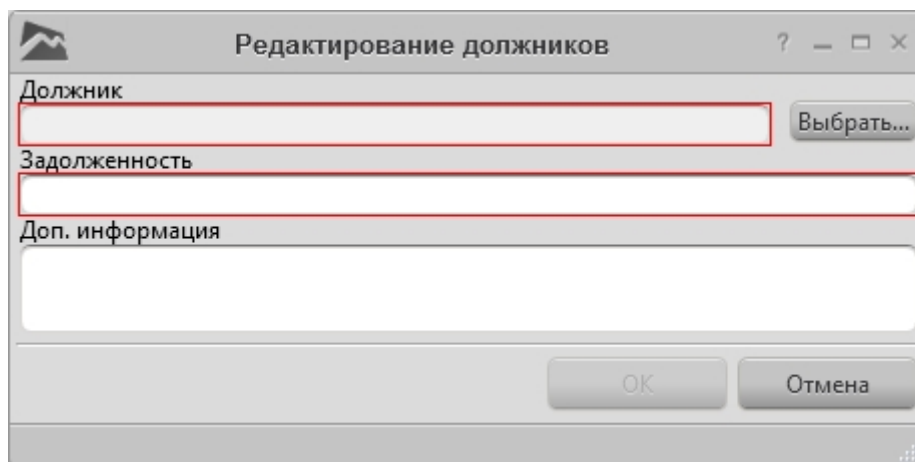 Редактирование должников
?
Должник
Выбрать...
Задолженность
Доп. информация
OK
Отмена